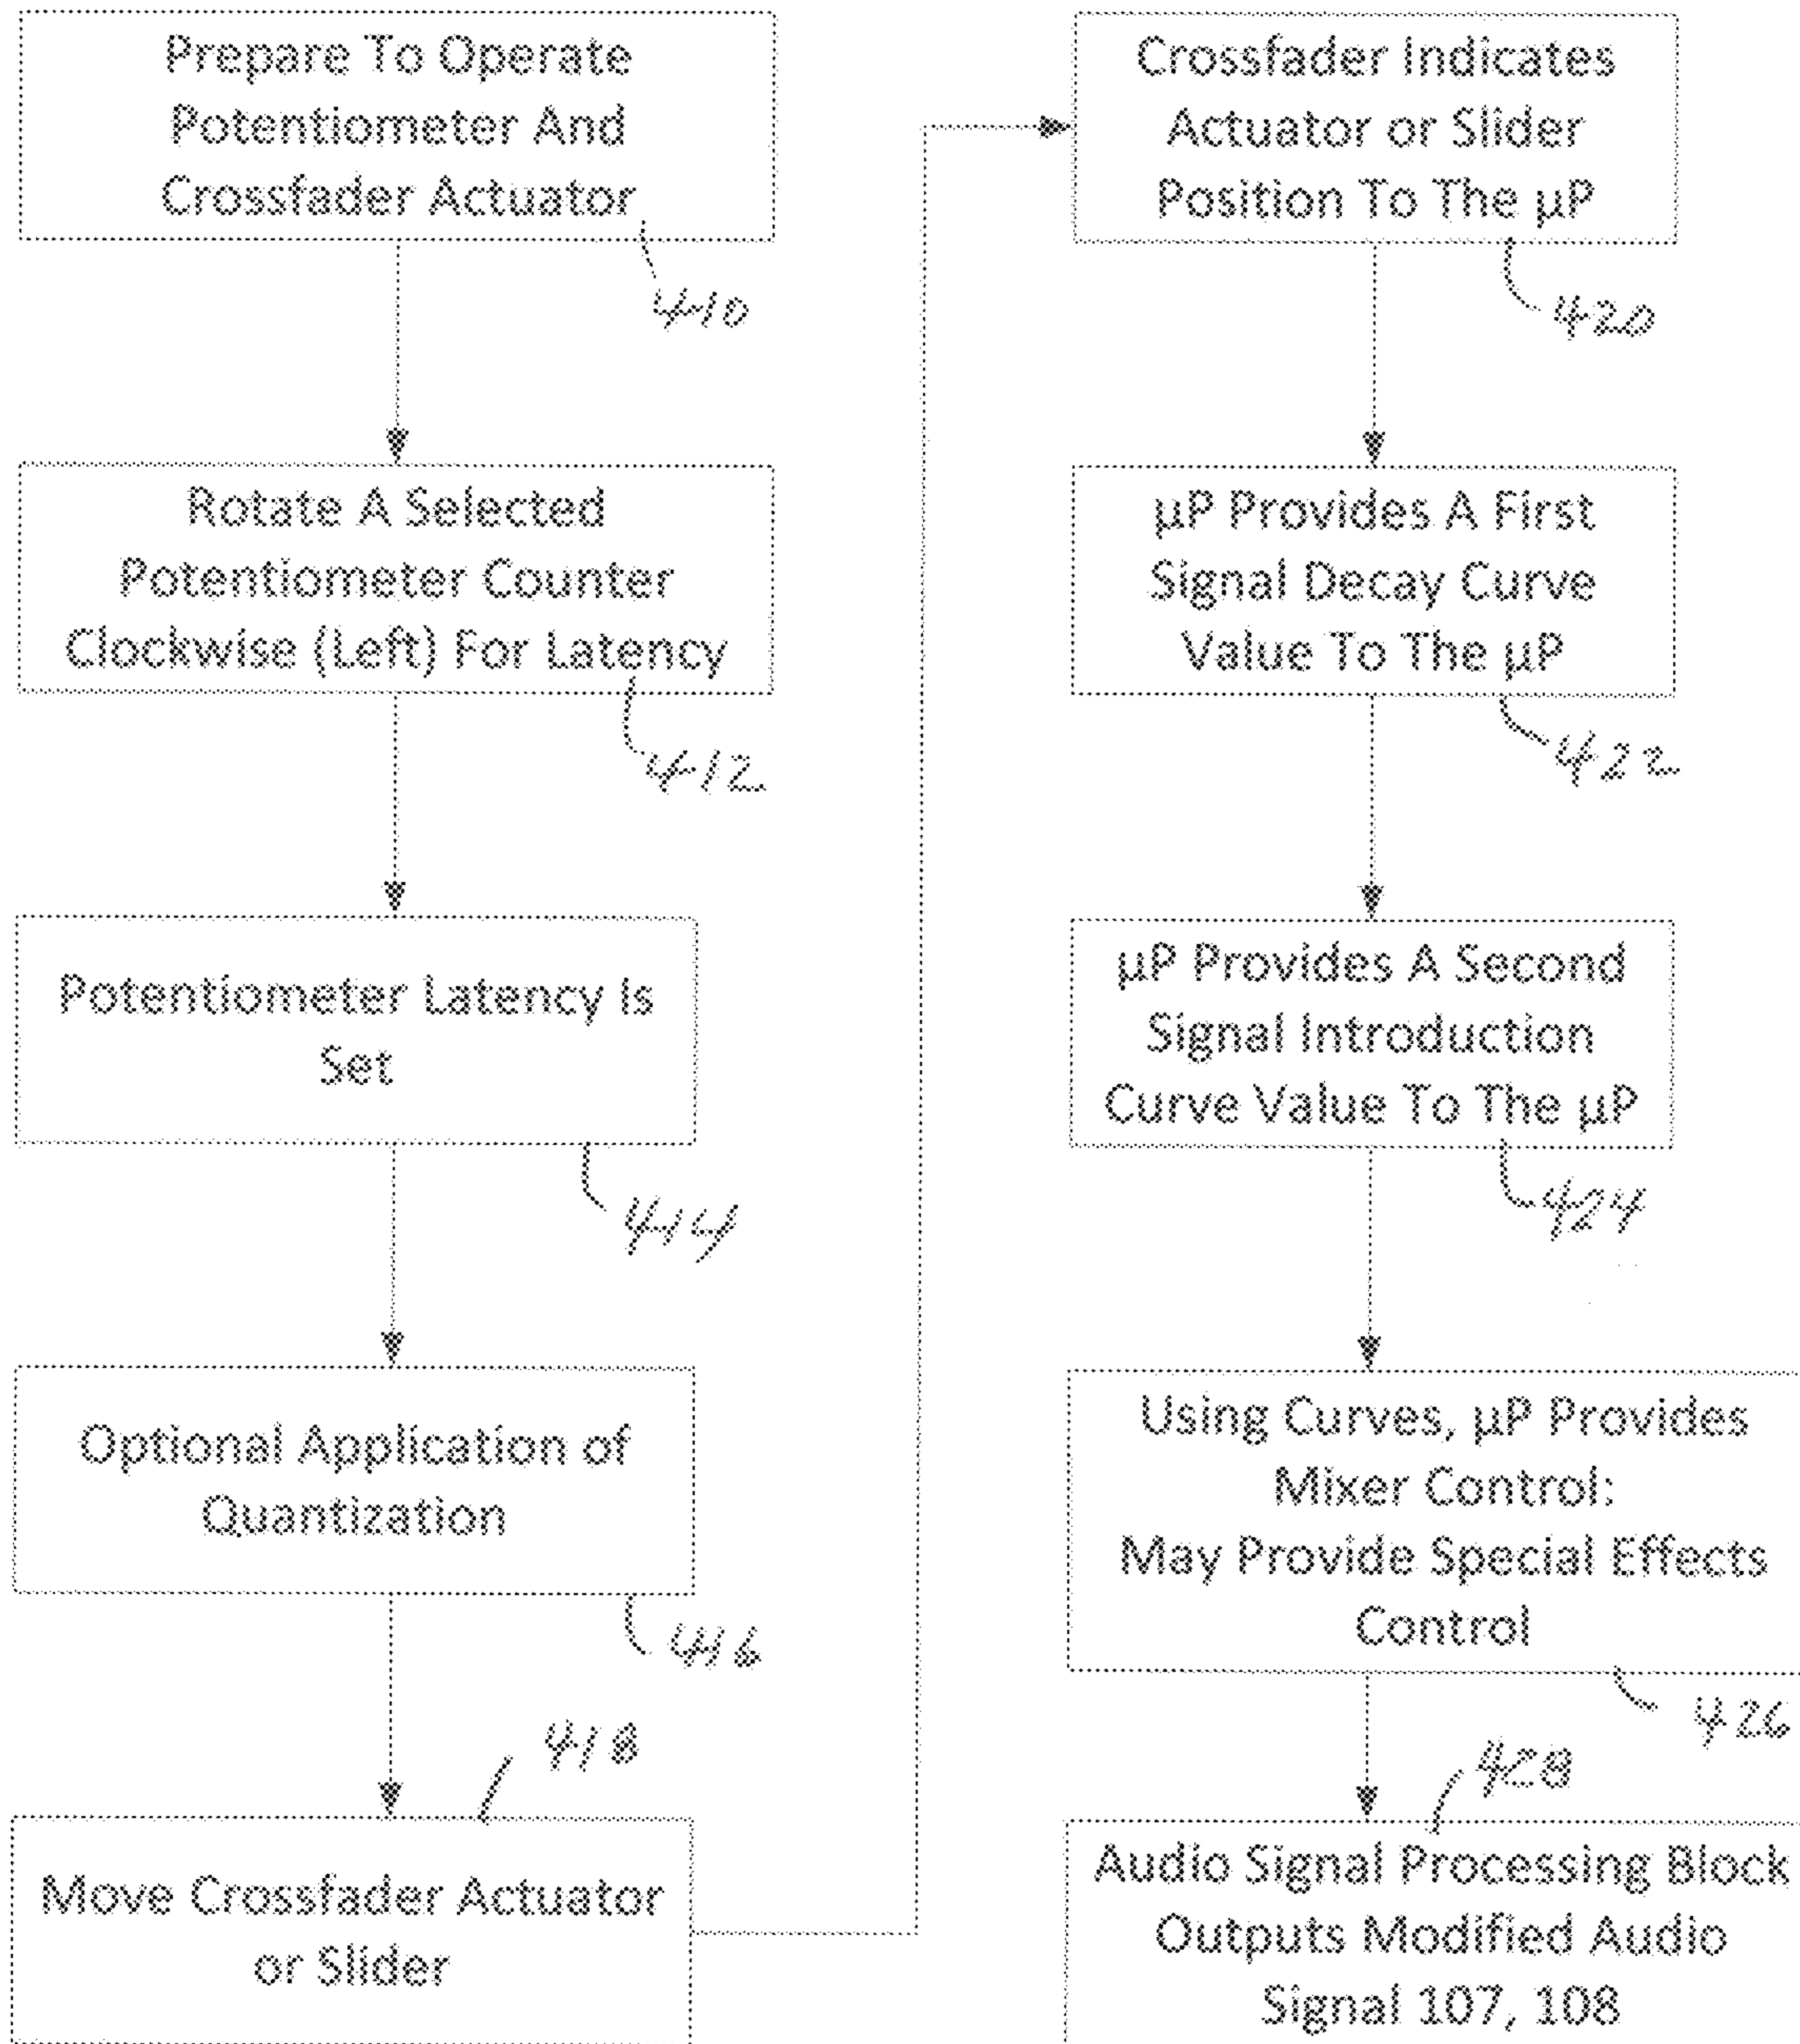 Prepare To Operate
Potentiometer And
Crossfader Actuator
410
Rotate A Selected
Potentiometer Counter
Clockwise (Left) For Latency
412
Potentiometer Latency Is
Set
414
Optional Application of
Quantization
416
418
Move Crossfader Actuator
or Slider
Crossfader Indicates
Actuator or Slider
Position To The µP
420
µP Provides A First
Signal Decay Curve
Value To The µP
422
µP Provides A Second
Signal Introduction
Curve Value To The µP
424
Using Curves, µP Provides
Mixer Control:
May Provide Special Effects
Control
426
428
Audio Signal Processing Block
Outputs Modified Audio
Signal 107, 108